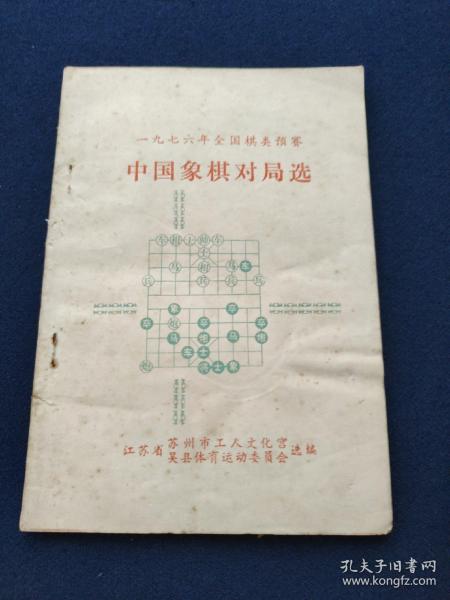 一九七六年全国棋类预赛
中国象棋对局选
江苏省 苏州市工人文化宫 选编
吴县体育运动委员会
孔夫子旧书网
www.kongfz.com